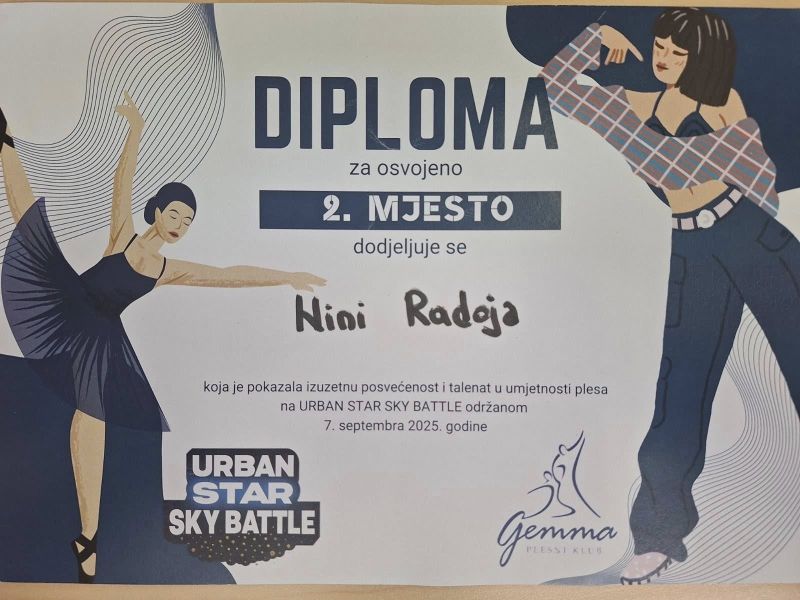 DIPLOMA
za osvojeno
2. MJESTO
dodjeljuje se
Nini Radoja
koja je pokazala izuzetnu posvećenost i talenat u umjetnosti plesa
na URBAN STAR SKY BATTLE održanom
7. septembra 2025. godine
URBAN
STAR
SKY BATTLE
Gemma
PLESNI KLUB